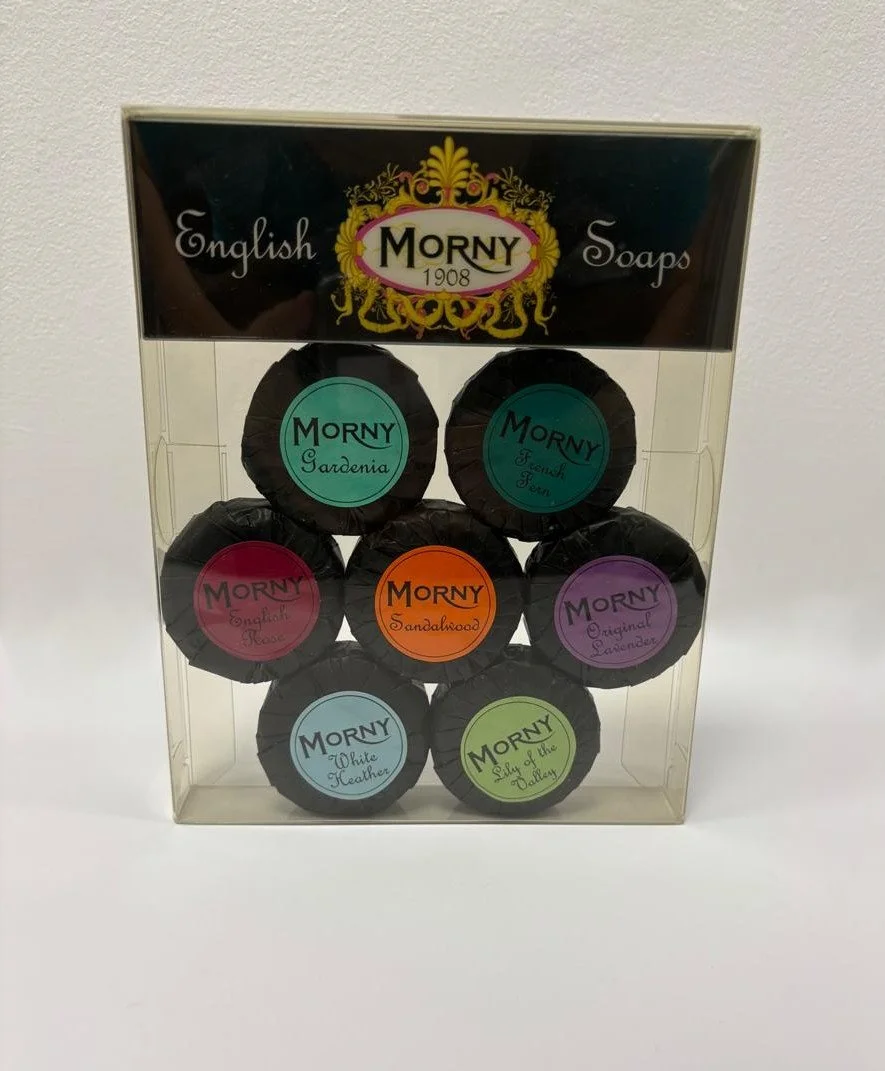 English MORNY Soaps
1908
MORNY
Gardenia
MORNY
French
Fern
MORNY
English
Rose
MORNY
Sandalwood
MORNY
Original
Lavender
MORNY
White
Heather
MORNY
Lily of the
Valley